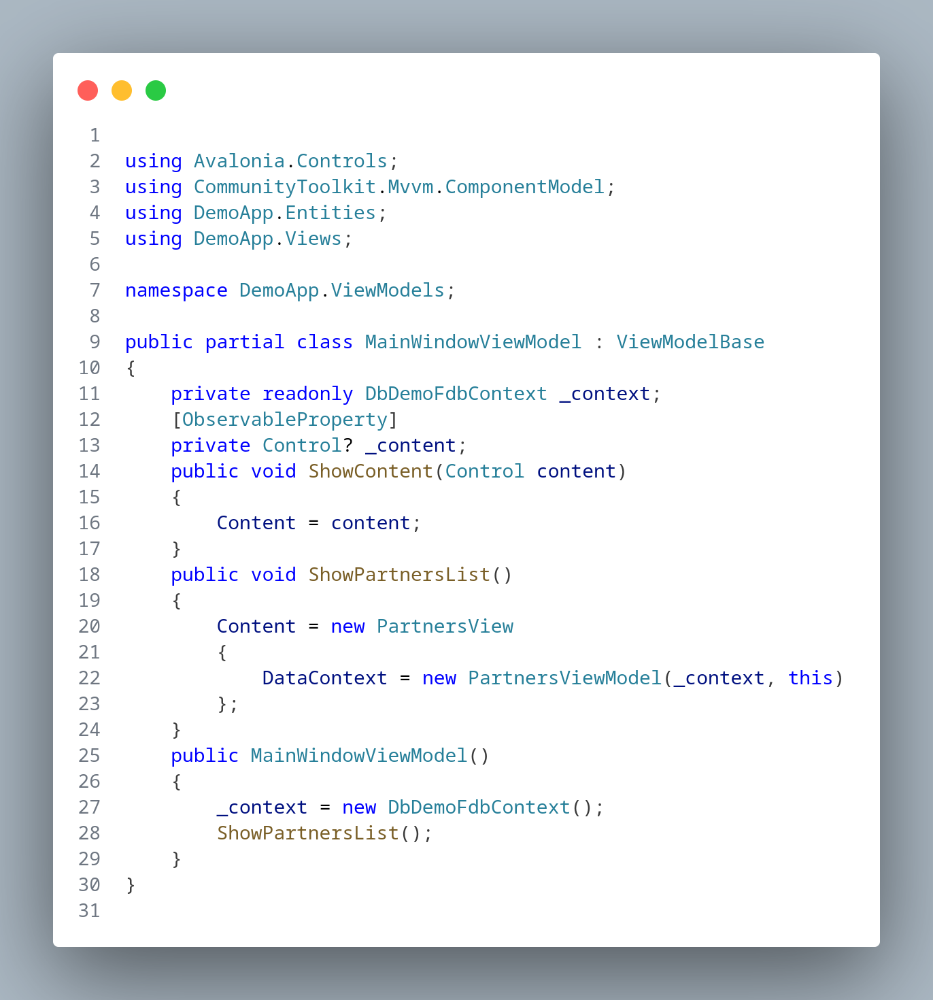 1
2 using Avalonia.Controls;
3 using CommunityToolkit.Mvvm.ComponentModel;
4 using DemoApp.Entities;
5 using DemoApp.Views;
6
7 namespace DemoApp.ViewModels;
8
9 public partial class MainWindowViewModel : ViewModelBase
10 {
11     private readonly DbDemoFdbContext _context;
12     [ObservableProperty]
13     private Control? _content;
14     public void ShowContent(Control content)
15     {
16         Content = content;
17     }
18     public void ShowPartnersList()
19     {
20         Content = new PartnersView
21         {
22             DataContext = new PartnersViewModel(_context, this)
23         };
24     }
25     public MainWindowViewModel()
26     {
27         _context = new DbDemoFdbContext();
28         ShowPartnersList();
29     }
30 }
31